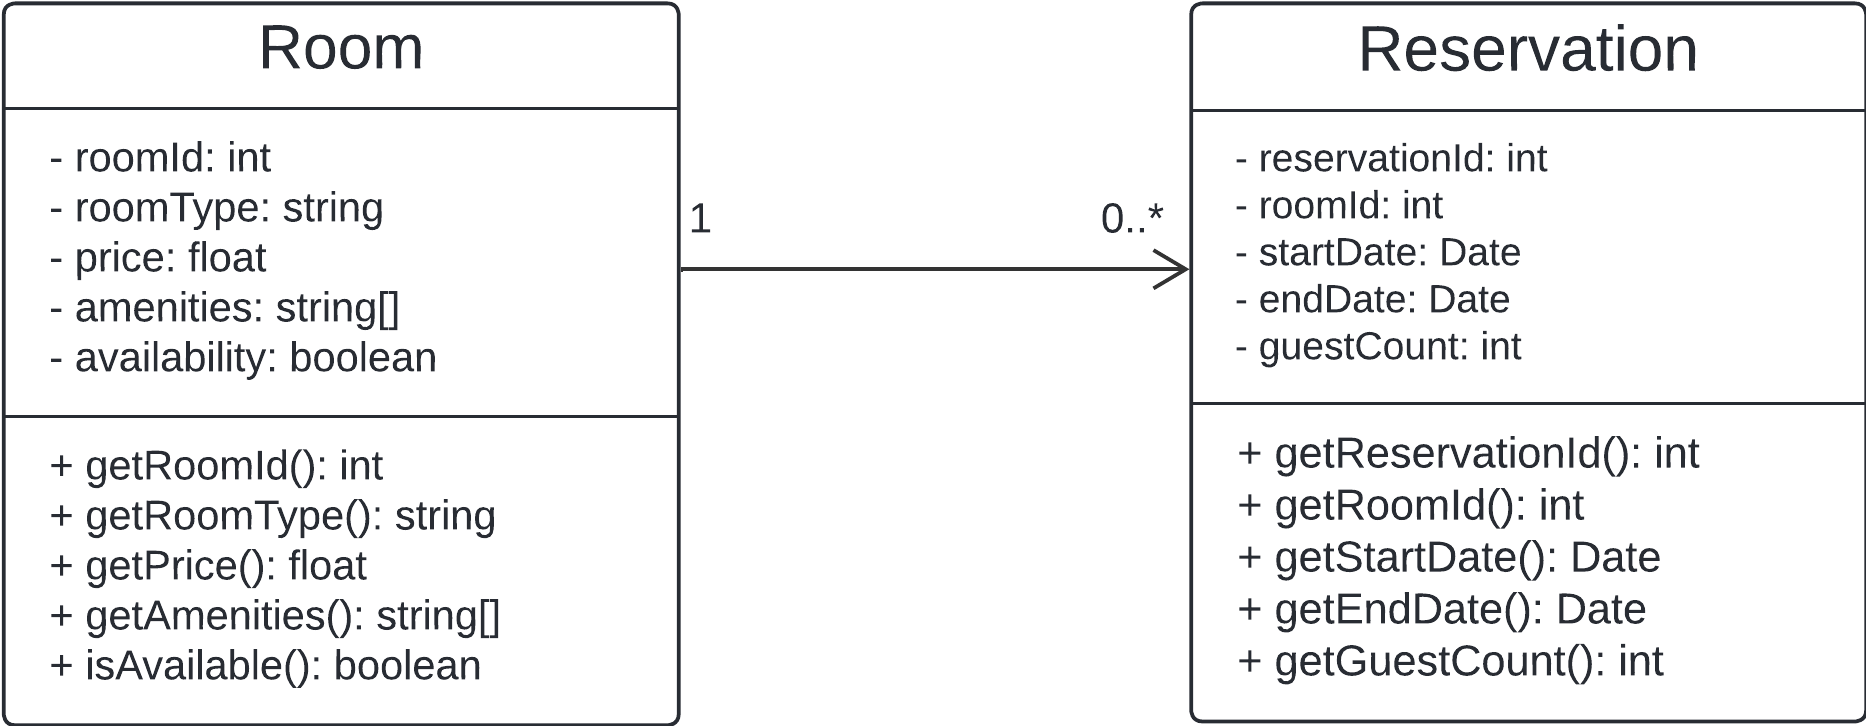 Room
- roomId: int
- roomType: string
- price: float
- amenities: string[]
- availability: boolean
+ getRoomId(): int
+ getRoomType(): string
+ getPrice(): float
+ getAmenities(): string[]
+ isAvailable(): boolean
1
0..*
Reservation
- reservationId: int
- roomId: int
- startDate: Date
- endDate: Date
- guestCount: int
+ getReservationId(): int
+ getRoomId(): int
+ getStartDate(): Date
+ getEndDate(): Date
+ getGuestCount(): int